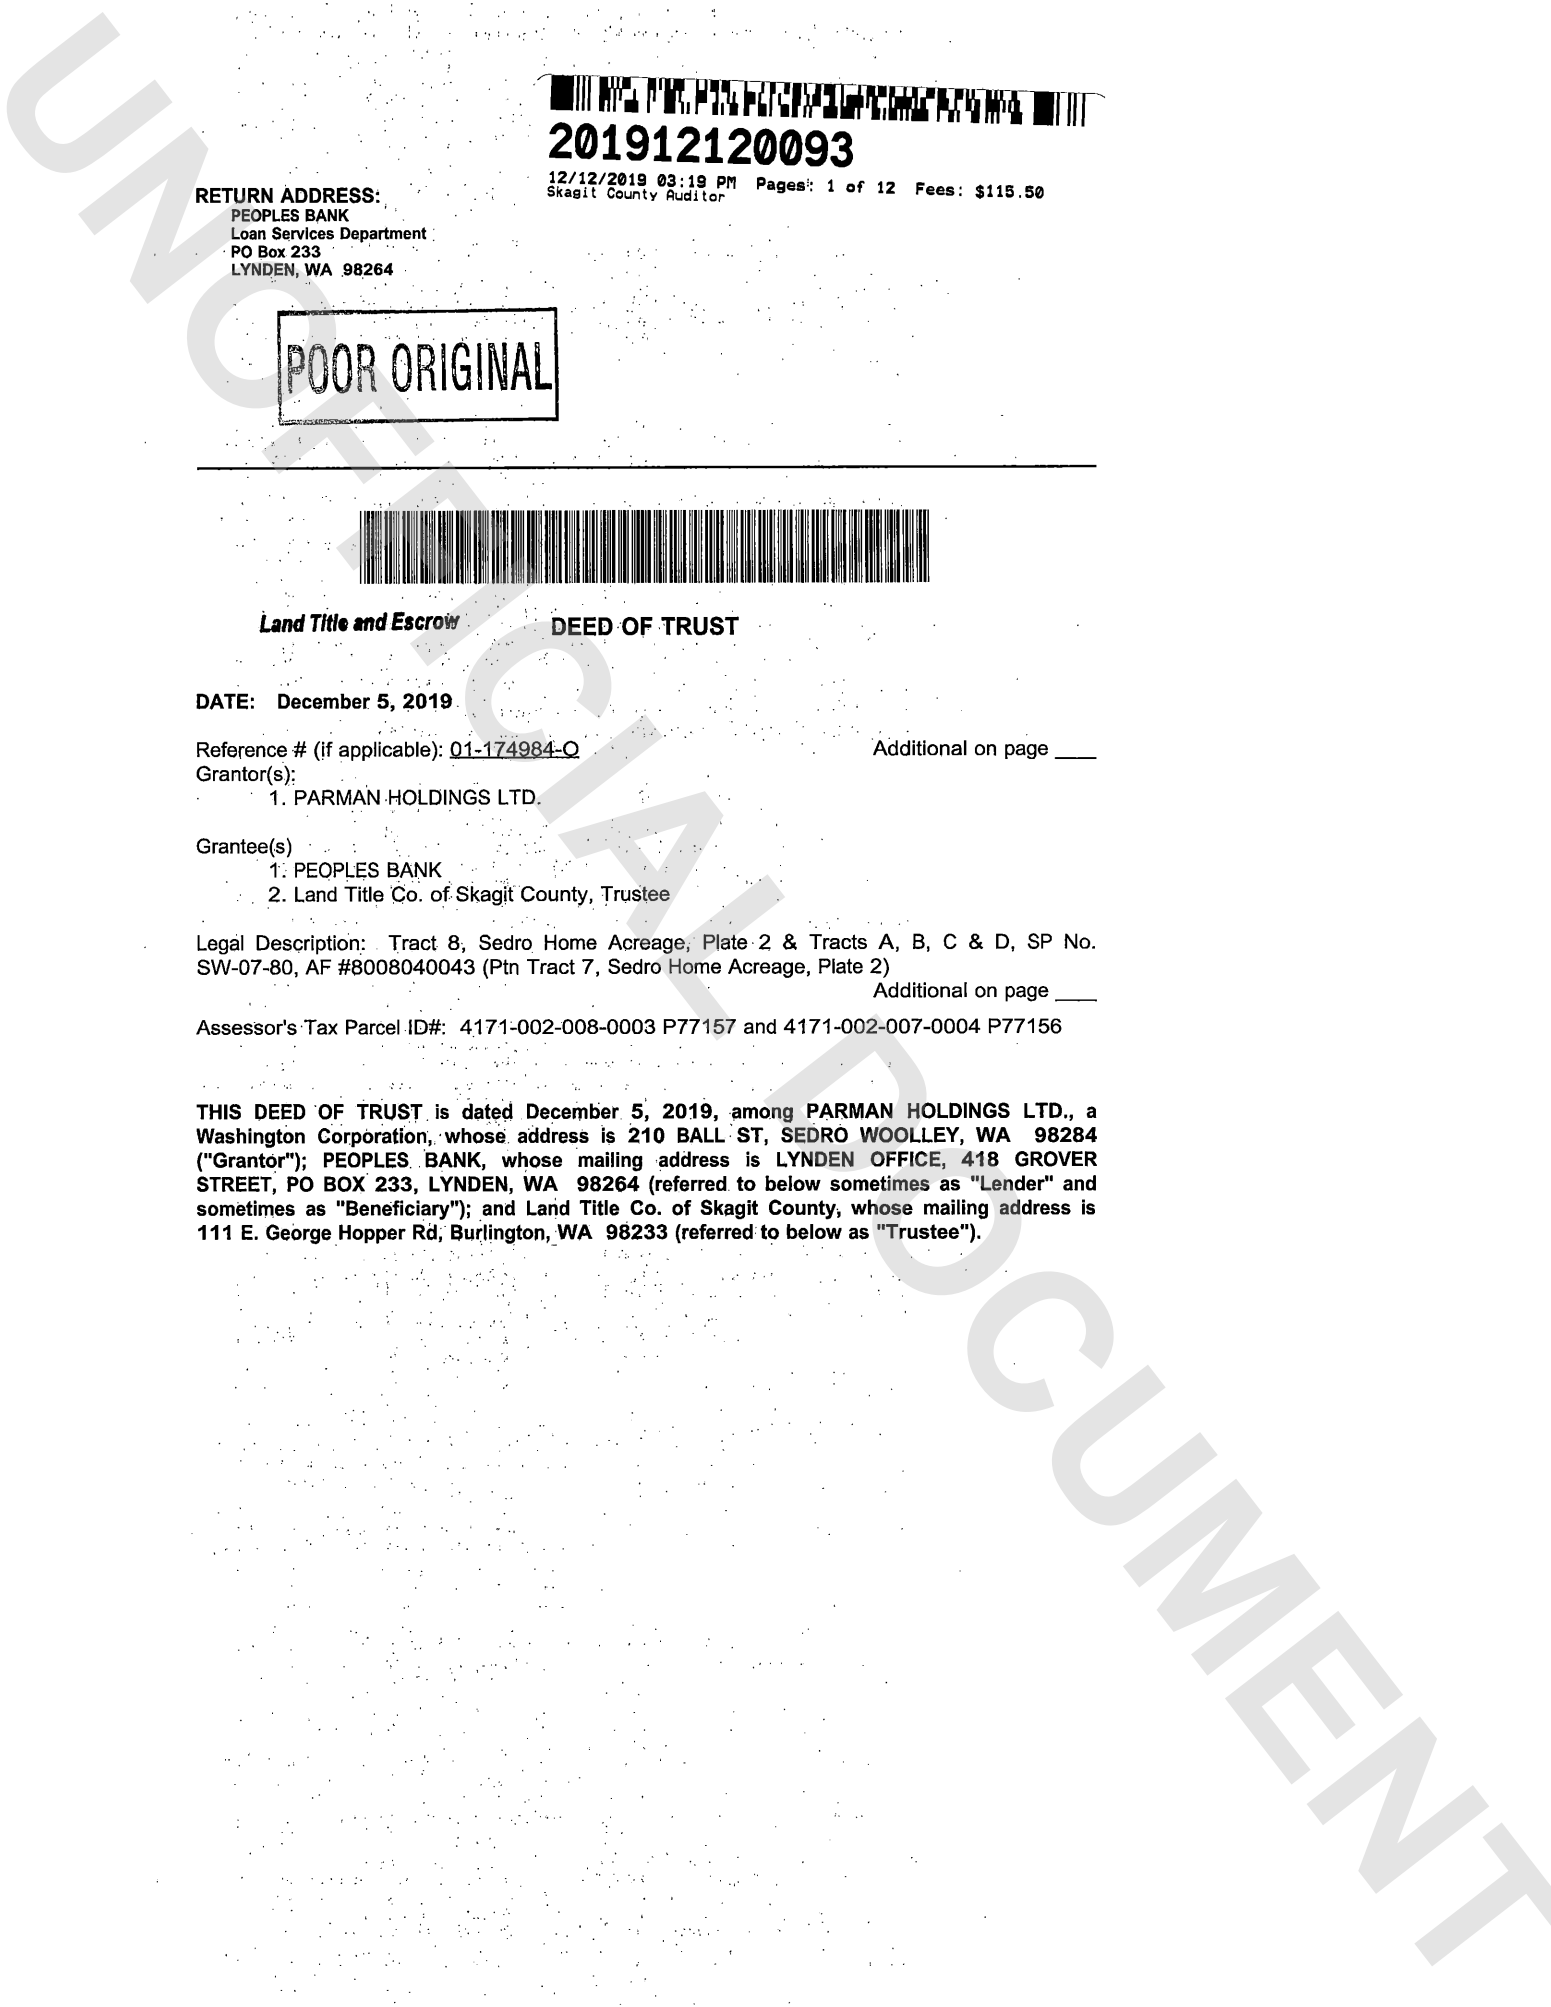 201912120093
12/12/2019 03:19 PM Pages: 1 of 12 Fees: $115.50
Skagit County Auditor
RETURN ADDRESS:
PEOPLES BANK
Loan Services Department
PO Box 233
LYNDEN, WA 98264
POOR ORIGINAL
Land Title and Escrow DEED OF TRUST
DATE: December 5, 2019
Reference # (if applicable): 01-174984-O Additional on page ____
Grantor(s):
1. PARMAN HOLDINGS LTD.
Grantee(s)
1. PEOPLES BANK
2. Land Title Co. of Skagit County, Trustee
Legal Description: Tract 8, Sedro Home Acreage, Plate 2 & Tracts A, B, C & D, SP No.
SW-07-80, AF #8008040043 (Ptn Tract 7, Sedro Home Acreage, Plate 2)
Additional on page ____
Assessor's Tax Parcel ID#: 4171-002-008-0003 P77157 and 4171-002-007-0004 P77156
THIS DEED OF TRUST is dated December 5, 2019, among PARMAN HOLDINGS LTD., a
Washington Corporation, whose address is 210 BALL ST, SEDRO WOOLLEY, WA 98284
("Grantor"); PEOPLES BANK, whose mailing address is LYNDEN OFFICE, 418 GROVER
STREET, PO BOX 233, LYNDEN, WA 98264 (referred to below sometimes as "Lender" and
sometimes as "Beneficiary"); and Land Title Co. of Skagit County, whose mailing address is
111 E. George Hopper Rd, Burlington, WA 98233 (referred to below as "Trustee").
UNOFFICIAL DOCUMENT